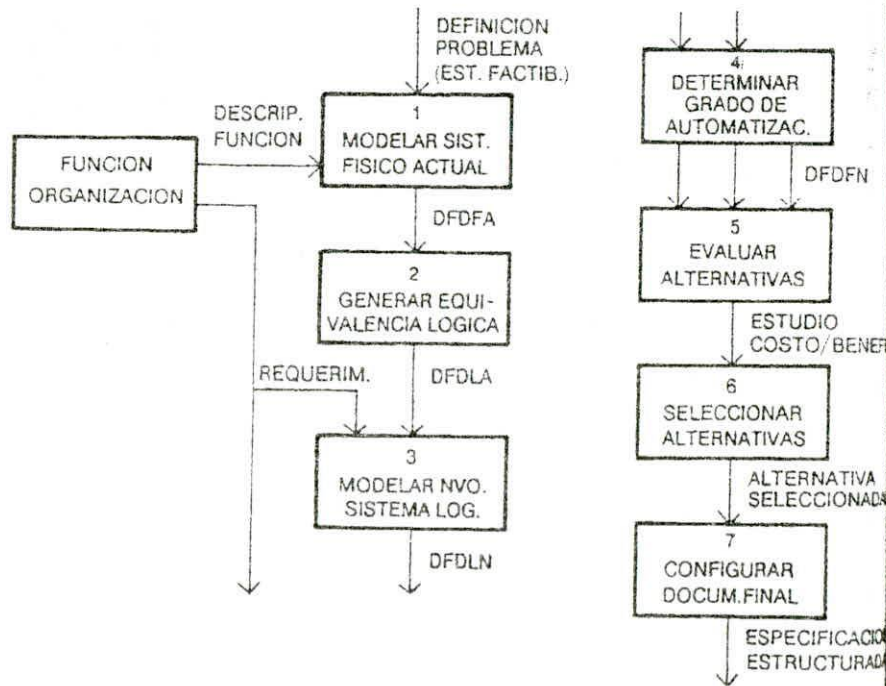 DEFINICION
PROBLEMA
(EST. FACTIB.)
DESCRIP.
FUNCION
FUNCION
ORGANIZACION
1
MODELAR SIST.
FISICO ACTUAL
DFDFA
2
GENERAR EQUI-
VALENCIA LOGICA
REQUERIM.
DFDLA
3
MODELAR NVO.
SISTEMA LOG.
DFDLN
4
DETERMINAR
GRADO DE
AUTOMATIZAC.
DFDFN
5
EVALUAR
ALTERNATIVAS
ESTUDIO
COSTO/BENEF
6
SELECCIONAR
ALTERNATIVAS
ALTERNATIVA
SELECCIONADA
7
CONFIGURAR
DOCUM.FINAL
ESPECIFICACIO
ESTRUCTURADA